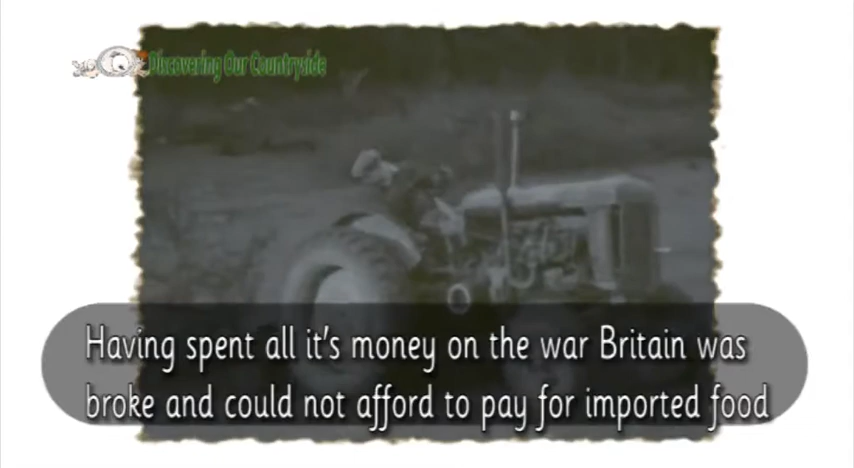 Discovering Our Countryside
Having spent all it's money on the war Britain was
broke and could not afford to pay for imported food